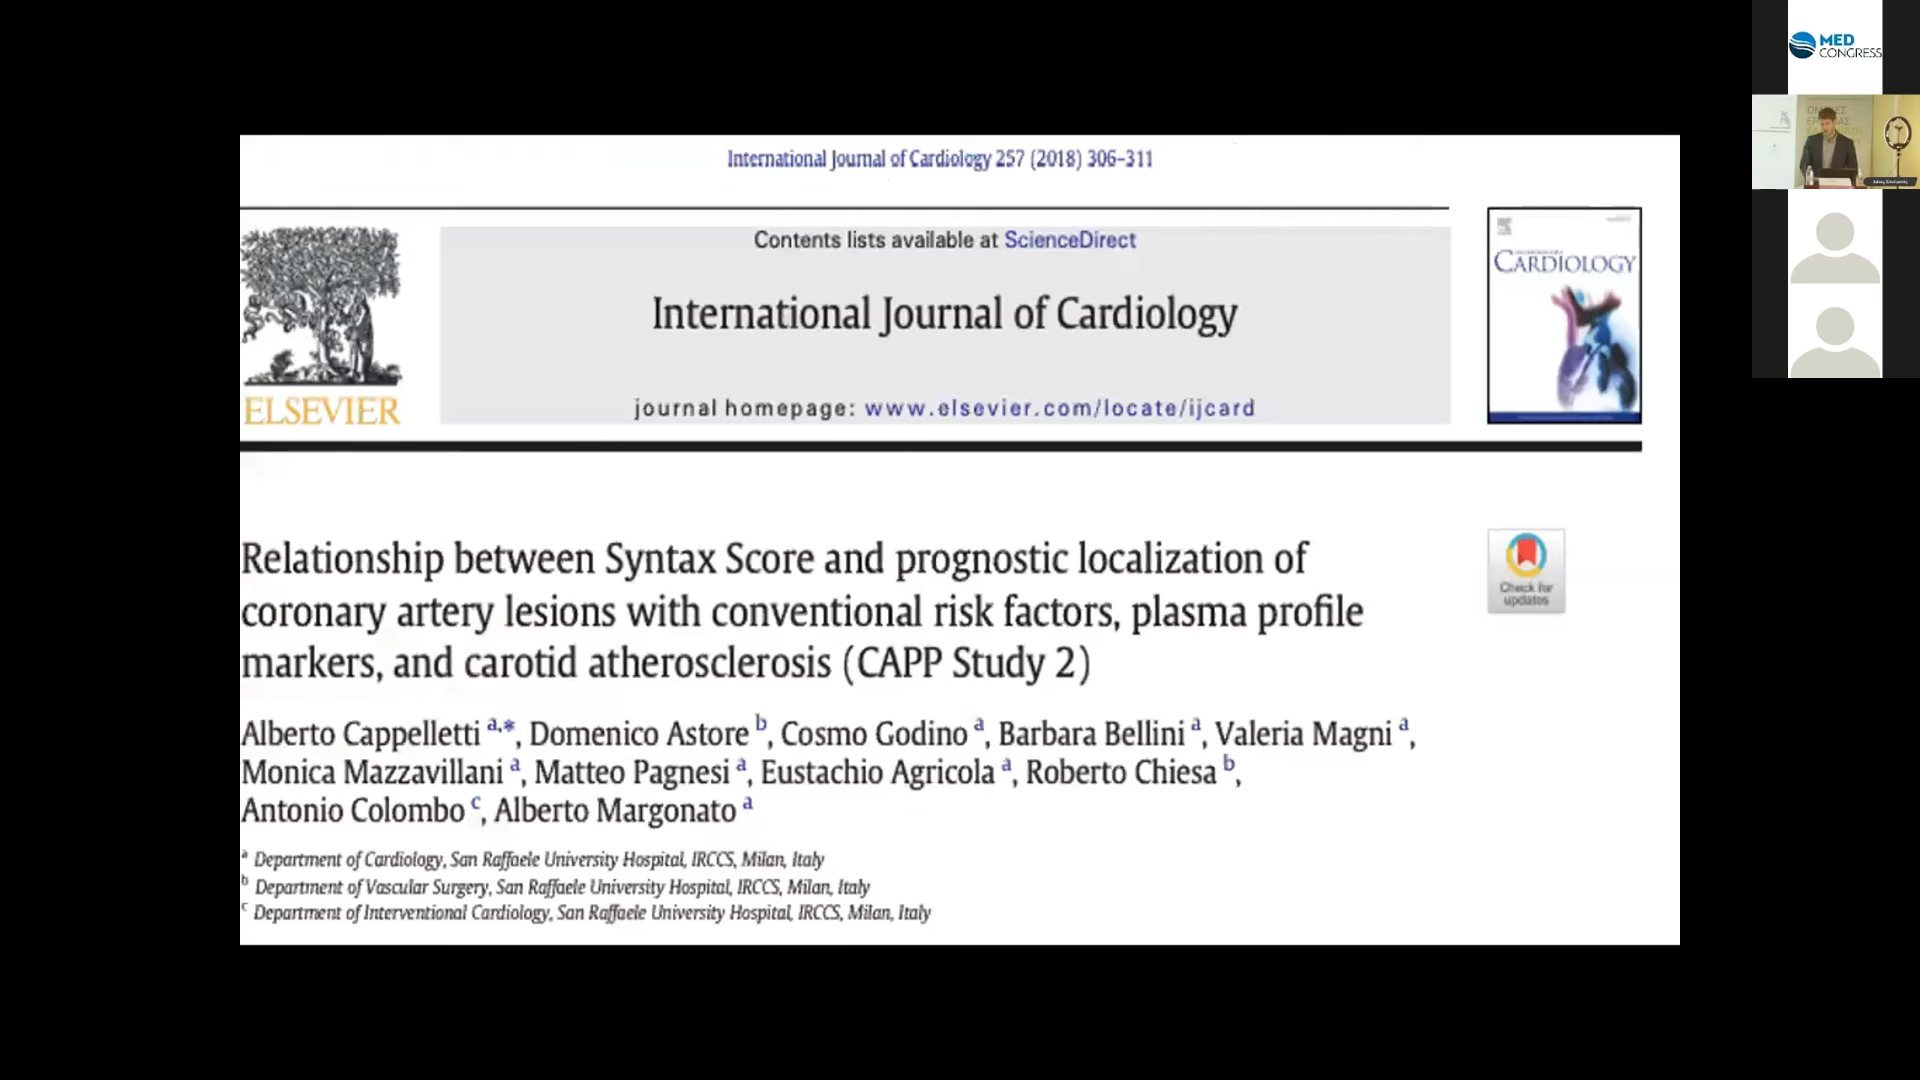 International Journal of Cardiology 257 (2018) 306–311
Contents lists available at ScienceDirect
International Journal of Cardiology
journal homepage: www.elsevier.com/locate/ijcard
ELSEVIER
CARDIOLOGY
Relationship between Syntax Score and prognostic localization of
coronary artery lesions with conventional risk factors, plasma profile
markers, and carotid atherosclerosis (CAPP Study 2)
Check for
updates
Alberto Cappelletti a,*, Domenico Astore b, Cosmo Godino a, Barbara Bellini a, Valeria Magni a,
Monica Mazzavillani a, Matteo Pagnesi a, Eustachio Agricola a, Roberto Chiesa b,
Antonio Colombo c, Alberto Margonato a
a Department of Cardiology, San Raffaele University Hospital, IRCCS, Milan, Italy
b Department of Vascular Surgery, San Raffaele University Hospital, IRCCS, Milan, Italy
c Department of Interventional Cardiology, San Raffaele University Hospital, IRCCS, Milan, Italy
MED
CONGRESS